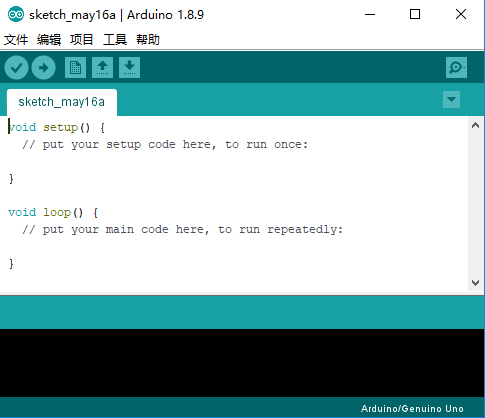 sketch_may16a | Arduino 1.8.9
文件 编辑 项目 工具 帮助
sketch_may16a
void setup() {
  // put your setup code here, to run once:
}
void loop() {
  // put your main code here, to run repeatedly:
}
Arduino/Genuino Uno